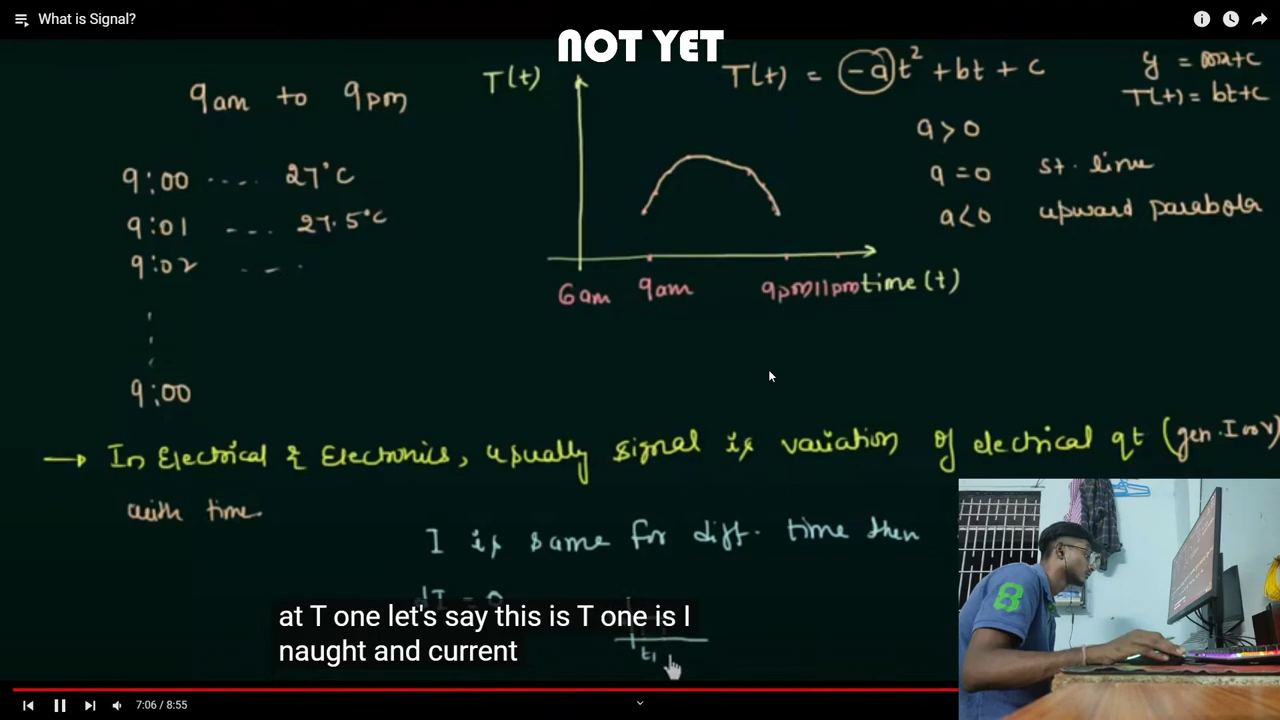 What is Signal?
NOT YET
9am to 9pm
T(t)
T(t) = -at² + bt + c
y = mx+c
T(t) = bt+c
a>0
9:00 .... 27°C
a=0 st. line
9:01 --- 27.5°C
a<0 upward parabola
9:02 --.
6am 9am 9pm 11pm time (t)
9:00
→ In Electrical & Electronics, usually signal is variation of electrical qt (gen. I or V)
with time.
I is same for diff. time then
dI = 0
at T one let's say this is T one is I
naught and current
t1
8
7:06 / 8:55